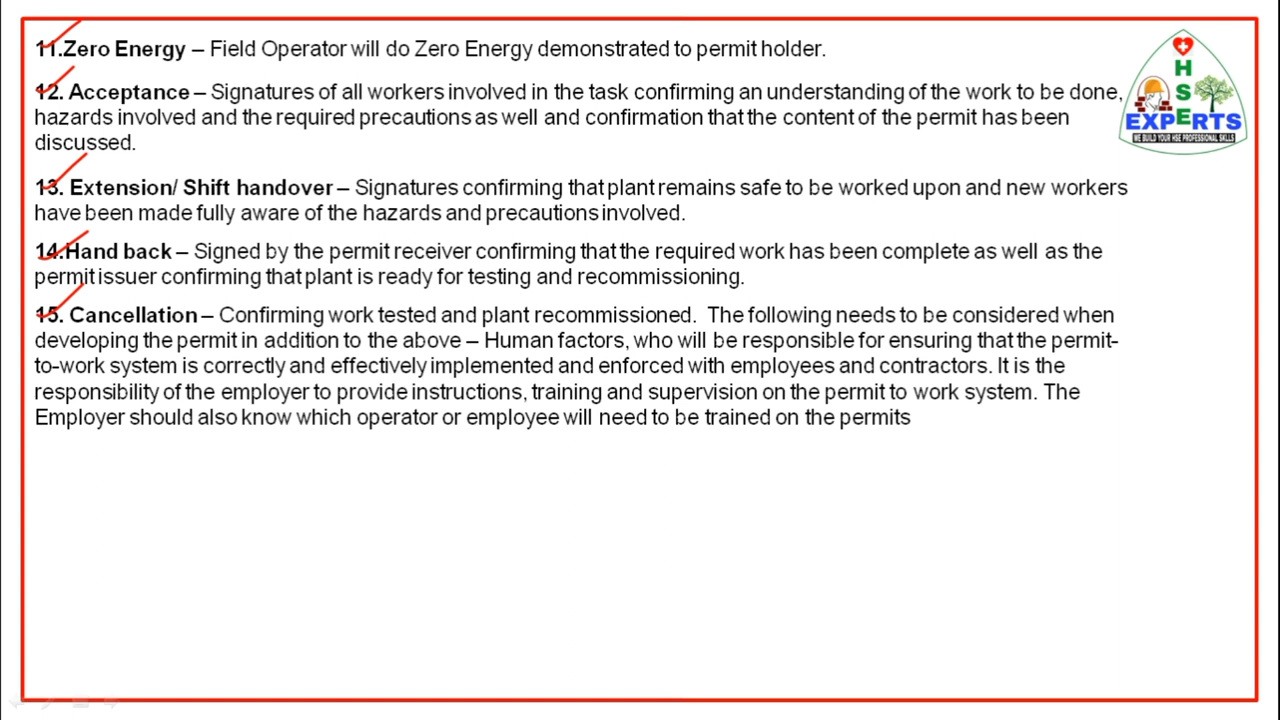 11.Zero Energy – Field Operator will do Zero Energy demonstrated to permit holder.
12. Acceptance – Signatures of all workers involved in the task confirming an understanding of the work to be done,
hazards involved and the required precautions as well and confirmation that the content of the permit has been
discussed.
13. Extension/ Shift handover – Signatures confirming that plant remains safe to be worked upon and new workers
have been made fully aware of the hazards and precautions involved.
14.Hand back – Signed by the permit receiver confirming that the required work has been complete as well as the
permit issuer confirming that plant is ready for testing and recommissioning.
15. Cancellation – Confirming work tested and plant recommissioned.  The following needs to be considered when
developing the permit in addition to the above – Human factors, who will be responsible for ensuring that the permit-
to-work system is correctly and effectively implemented and enforced with employees and contractors. It is the
responsibility of the employer to provide instructions, training and supervision on the permit to work system. The
Employer should also know which operator or employee will need to be trained on the permits
HSE
EXPERTS
WE BUILD YOUR HSE PROFESSIONAL SKILLS